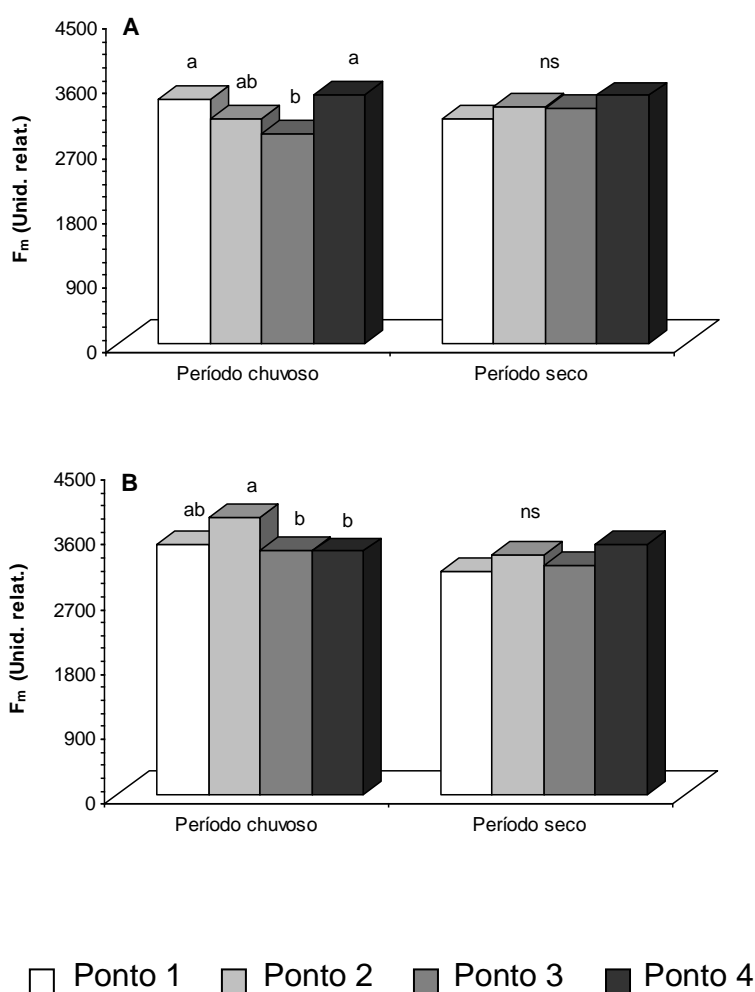 A
4500
3600
2700
1800
900
0
Fm (Unid. relat.)
a ab b a ns
Período chuvoso Período seco
B
4500
3600
2700
1800
900
0
Fm (Unid. relat.)
ab a b b ns
Período chuvoso Período seco
Ponto 1 Ponto 2 Ponto 3 Ponto 4